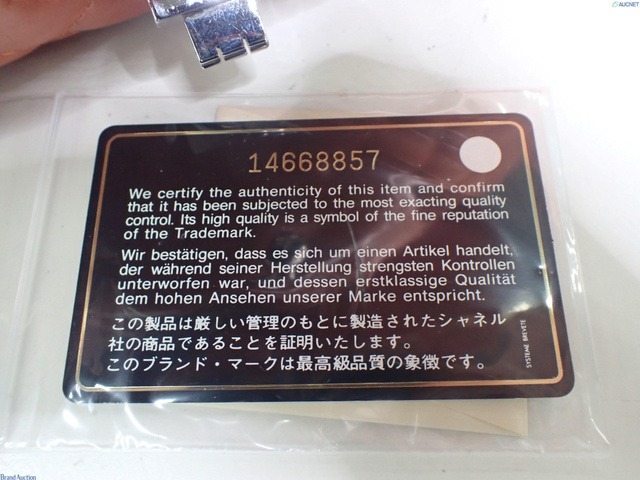 AUCNET
14668857
We certify the authenticity of this item and confirm
that it has been subjected to the most exacting quality
control. Its high quality is a symbol of the fine reputation
of the Trademark.
Wir bestätigen, dass es sich um einen Artikel handelt,
der während seiner Herstellung strengsten Kontrollen
unterworfen war, und dessen erstklassige Qualität
dem hohen Ansehen unserer Marke entspricht.
この製品は厳しい管理のもとに製造されたシャネル
社の商品であることを証明いたします。
このブランド・マークは最高級品質の象徴です。
SYSTEME BREVETE
Brand Auction